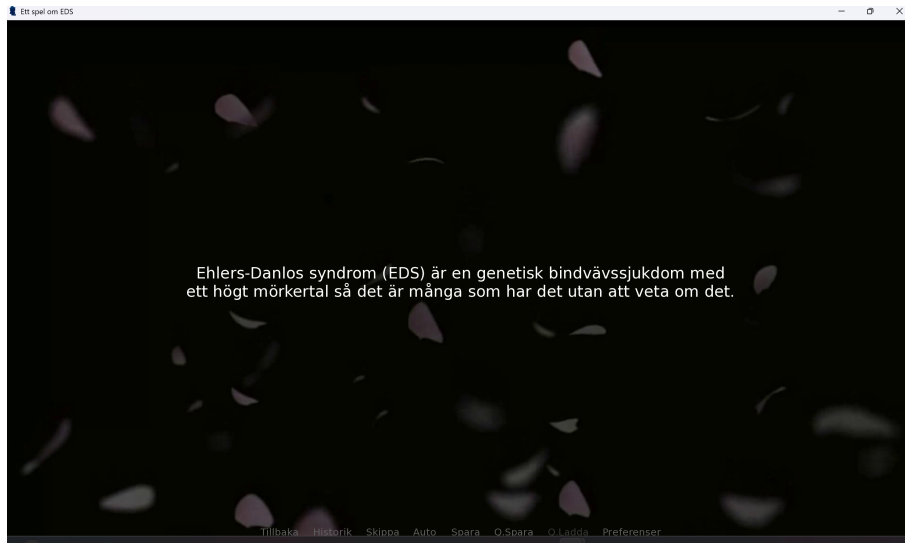 Ett spel om EDS
Ehlers-Danlos syndrom (EDS) är en genetisk bindvävssjukdom med
ett högt mörkertal så det är många som har det utan att veta om det.
Tillbaka Historik Skippa Auto Spara Q.Spara Q.Ladda Preferenser